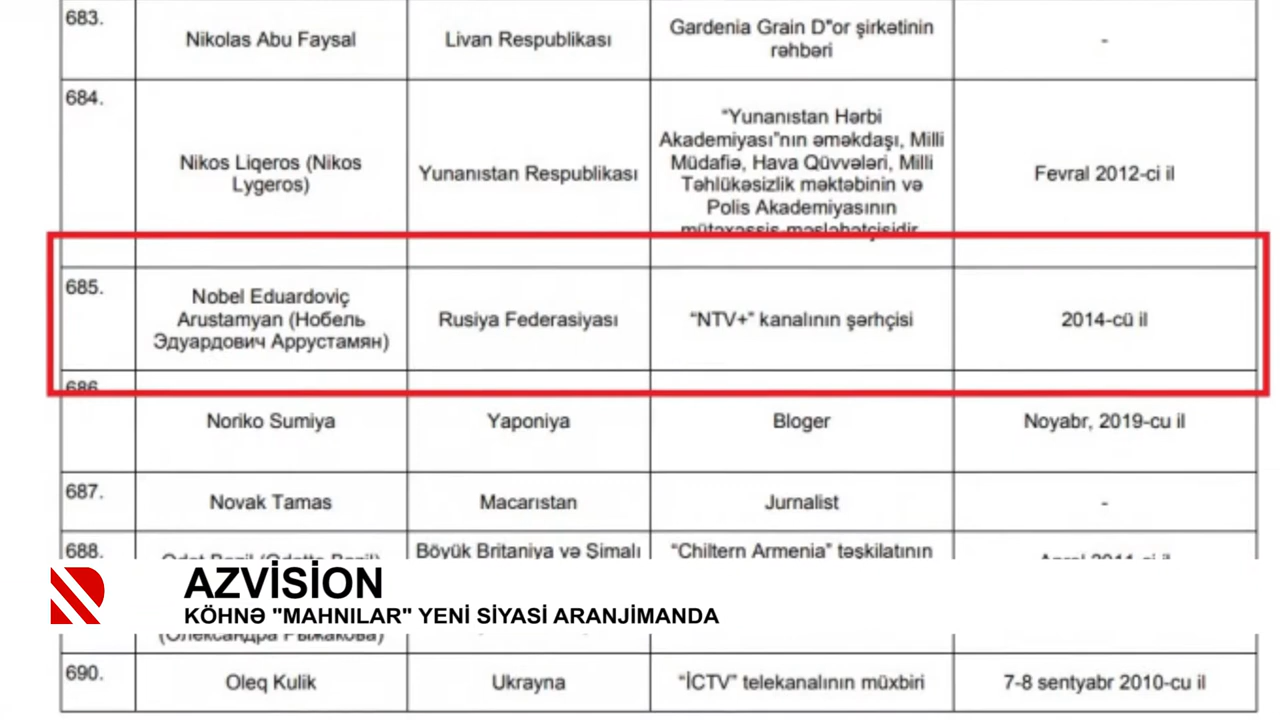 683.
Nikolas Abu Faysal
Livan Respublikası
Gardenia Grain D"or şirkətinin
rəhbəri
-
684.
Nikos Liqeros (Nikos
Lygeros)
Yunanıstan Respublikası
“Yunanıstan Hərbi
Akademiyası”nın əməkdaşı, Milli
Müdafiə, Hava Qüvvələri, Milli
Təhlükəsizlik məktəbinin və
Polis Akademiyasının
mütəxəssis-məsləhətçisidir
Fevral 2012-ci il
685.
Nobel Eduardoviç
Arustamyan (Нобель
Эдуардович Аррустамян)
Rusiya Federasiyası
“NTV+” kanalının şərhçisi
2014-cü il
686.
Noriko Sumiya
Yaponiya
Bloger
Noyabr, 2019-cu il
687.
Novak Tamas
Macarıstan
Jurnalist
-
688.
Böyük Britaniya və Şimali
“Chiltern Armenia” təşkilatının
AZVİSİON
KÖHNƏ "MAHNILAR" YENİ SİYASİ ARANJİMANDA
(Олександра Рыжакова)
690.
Oleq Kulik
Ukrayna
“İCTV” telekanalının müxbiri
7-8 sentyabr 2010-cu il